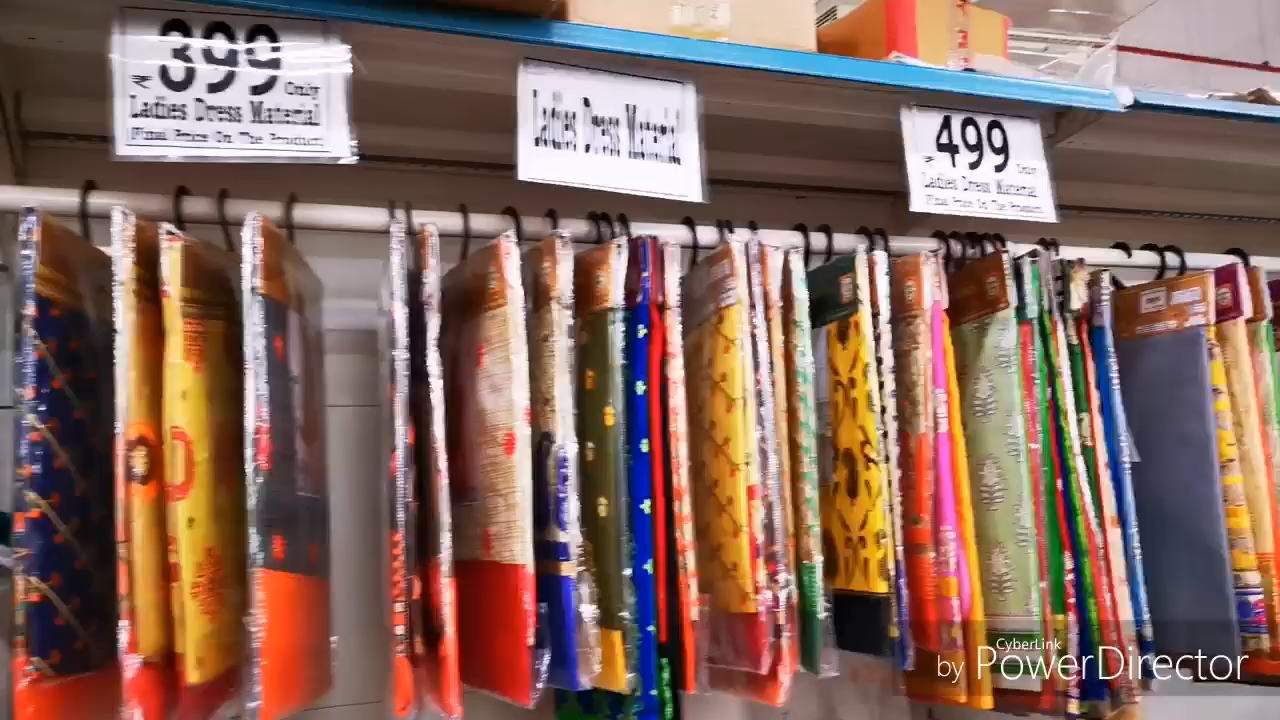 399
₹ Only
Ladies Dress Material
(Final Price On The Product)
Ladies Dress Material
499
₹ Only
Ladies Dress Material
(Final Price On The Product)
CyberLink
by PowerDirector